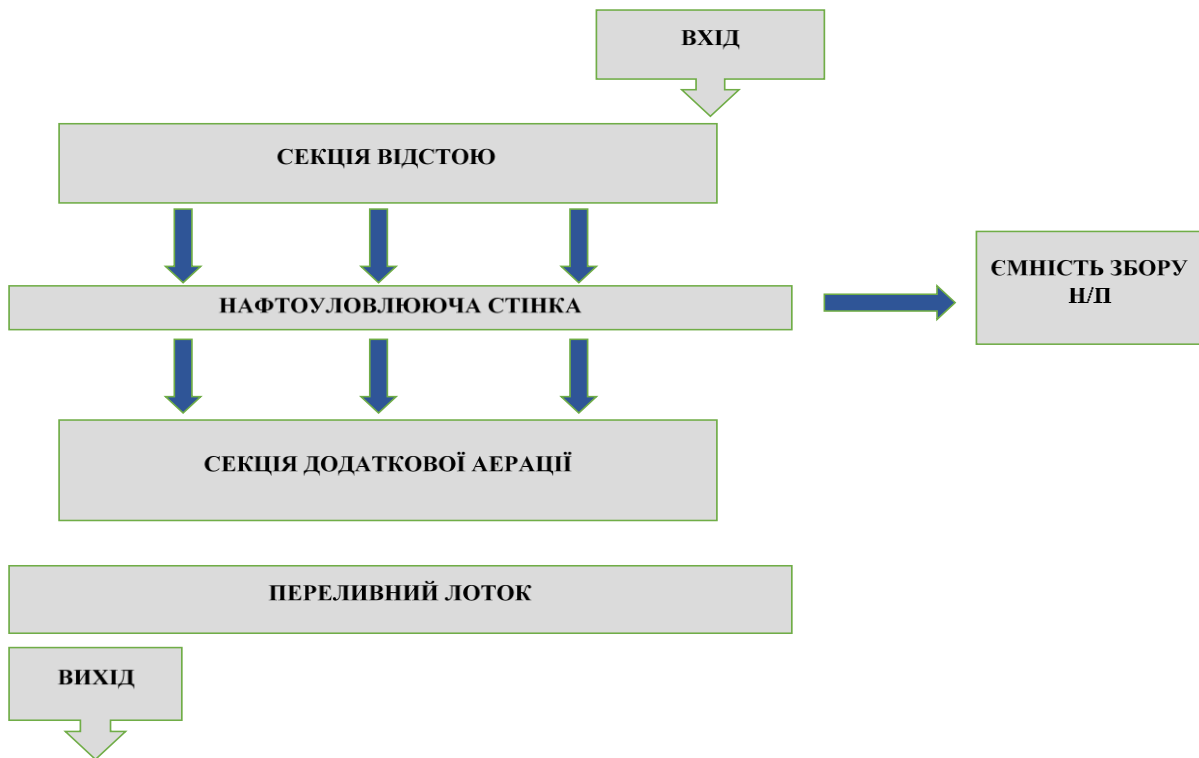 ВХІД
СЕКЦІЯ ВІДСТОЮ
ЄМНІСТЬ ЗБОРУ
Н/П
НАФТОУЛОВЛЮЮЧА СТІНКА
СЕКЦІЯ ДОДАТКОВОЇ АЕРАЦІЇ
ПЕРЕЛИВНИЙ ЛОТОК
ВИХІД